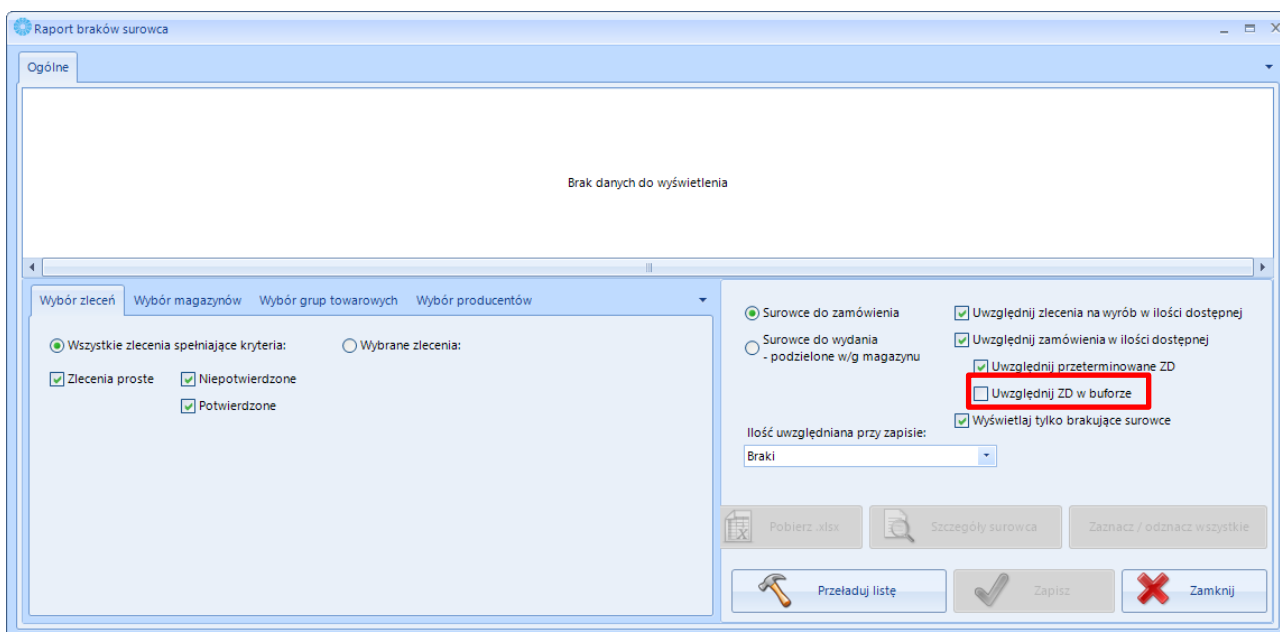 Raport braków surowca
Ogólne
Brak danych do wyświetlenia
Wybór zleceń Wybór magazynów Wybór grup towarowych Wybór producentów
Wszystkie zlecenia spełniające kryteria: Wybrane zlecenia:
Zlecenia proste Niepotwierdzone
Potwierdzone
Surowce do zamówienia
Surowce do wydania
- podzielone w/g magazynu
Uwzględnij zlecenia na wyrób w ilości dostępnej
Uwzględnij zamówienia w ilości dostępnej
Uwzględnij przeterminowane ZD
Uwzględnij ZD w buforze
Wyświetlaj tylko brakujące surowce
Ilość uwzględniana przy zapisie:
Braki
Pobierz .xlsx Szczegóły surowca Zaznacz / odznacz wszystkie
Przeładuj listę Zapisz Zamknij